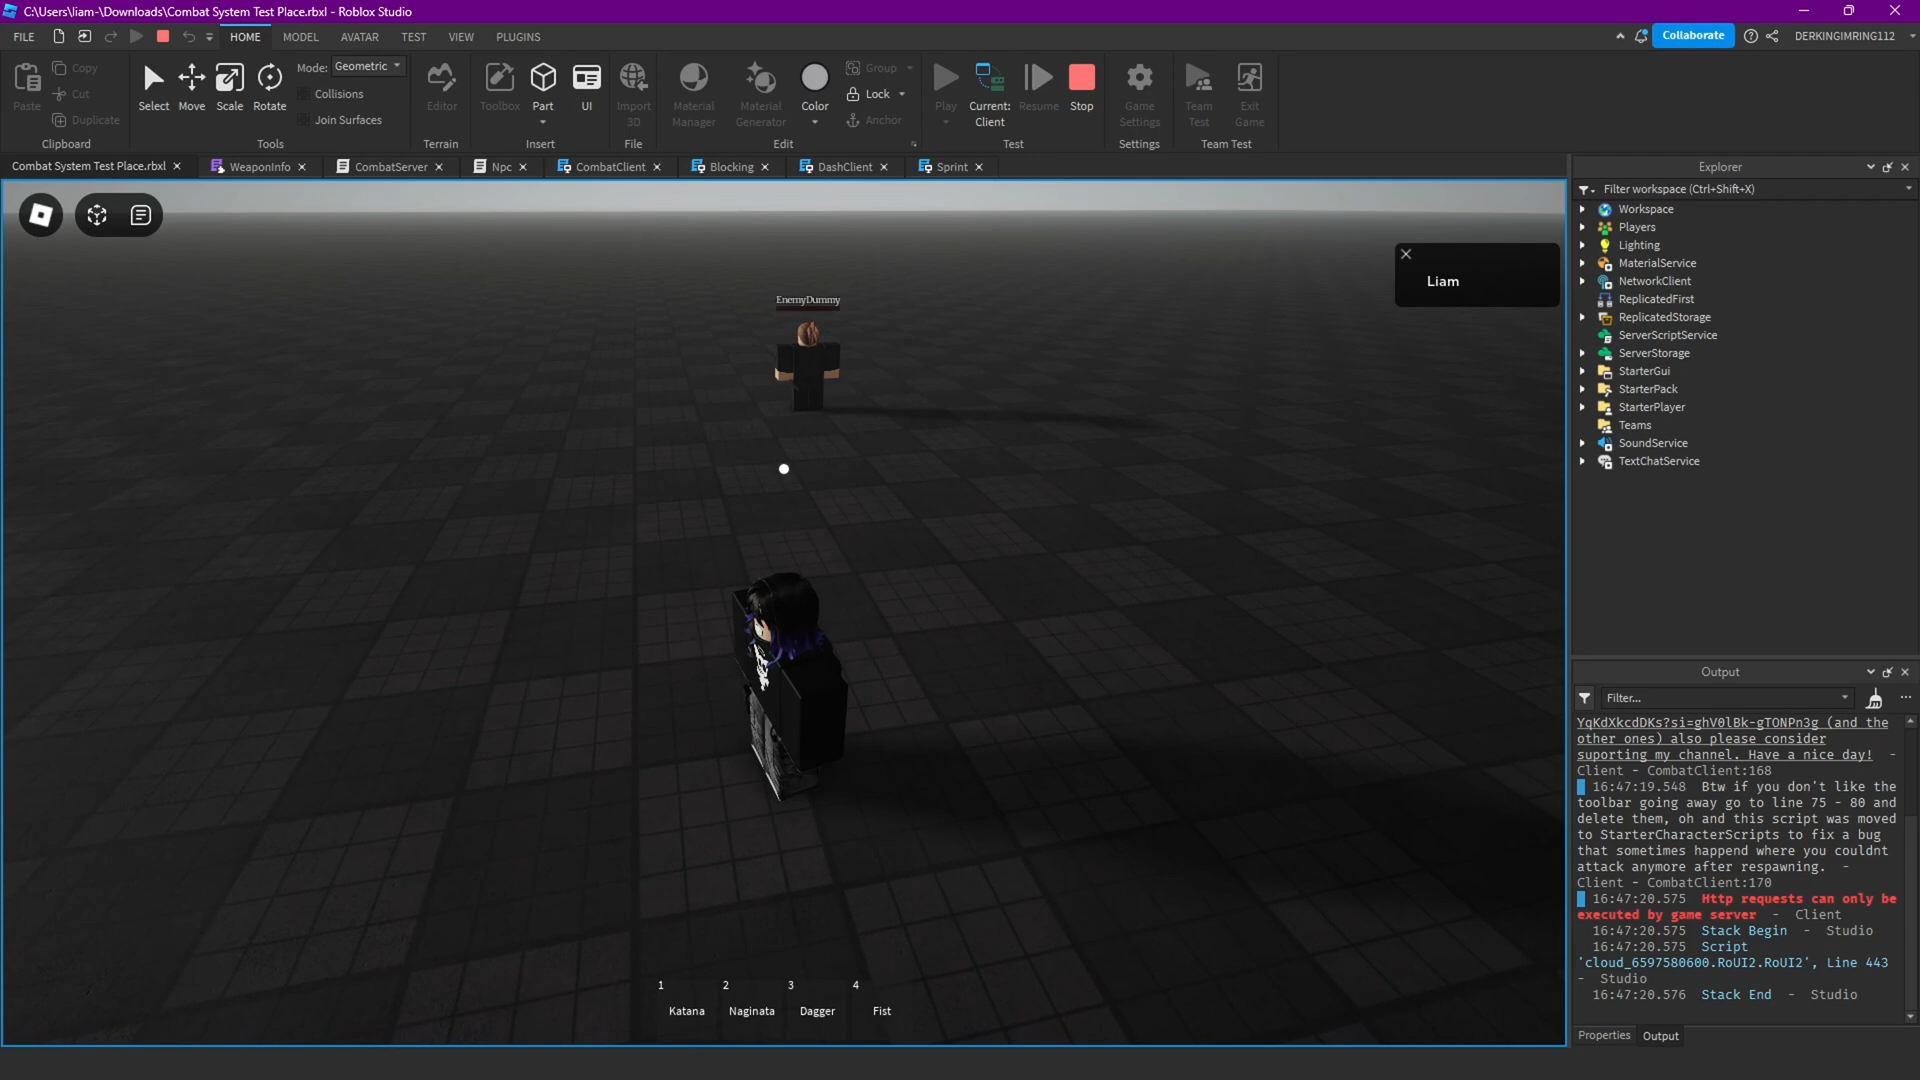 C:\Users\liam-\Downloads\Combat System Test Place.rbxl - Roblox Studio
FILE
HOME
MODEL
AVATAR
TEST
VIEW
PLUGINS
Collaborate
DERKINGIMRING112
Paste
Copy
Cut
Duplicate
Clipboard
Select
Move
Scale
Rotate
Mode:
Geometric
Collisions
Join Surfaces
Tools
Editor
Terrain
Toolbox
Part
UI
Insert
Import
3D
File
Material
Manager
Material
Generator
Color
Group
Lock
Anchor
Edit
Play
Current:
Client
Resume
Stop
Test
Game
Settings
Settings
Team
Test
Exit
Game
Team Test
Combat System Test Place.rbxl
WeaponInfo
CombatServer
Npc
CombatClient
Blocking
DashClient
Sprint
EnemyDummy
Liam
1
2
3
4
Katana
Naginata
Dagger
Fist
Explorer
Filter workspace (Ctrl+Shift+X)
Workspace
Players
Lighting
MaterialService
NetworkClient
ReplicatedFirst
ReplicatedStorage
ServerScriptService
ServerStorage
StarterGui
StarterPack
StarterPlayer
Teams
SoundService
TextChatService
Output
Filter...
YqKdXkcdDKs?si=ghV0lBk-gTONPn3g (and the
other ones) also please consider
suporting my channel. Have a nice day! -
Client - CombatClient:168
16:47:19.548 Btw if you don't like the
toolbar going away go to line 75 - 80 and
delete them, oh and this script was moved
to StarterCharacterScripts to fix a bug
that sometimes happend where you couldnt
attack anymore after respawning. -
Client - CombatClient:170
16:47:20.575 Http requests can only be
executed by game server - Client
16:47:20.575 Stack Begin - Studio
16:47:20.575 Script
'cloud_6597580600.RoUI2.RoUI2', Line 443
- Studio
16:47:20.576 Stack End - Studio
Properties
Output